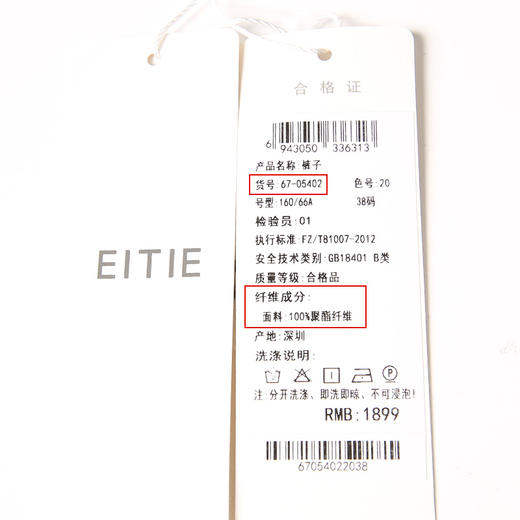 EITIE
合格证
6 943050 336313
产品名称:裤子
货号:67-05402 色号:20
号型:160/66A 38码
检验员:01
执行标准:FZ/T81007-2012
安全技术类别:GB18401 B类
质量等级:合格品
纤维成分:
面料:100%聚酯纤维
产地:深圳
洗涤说明:
注:分开洗涤、即洗即晾、不可浸泡!
RMB:1899
67054022038